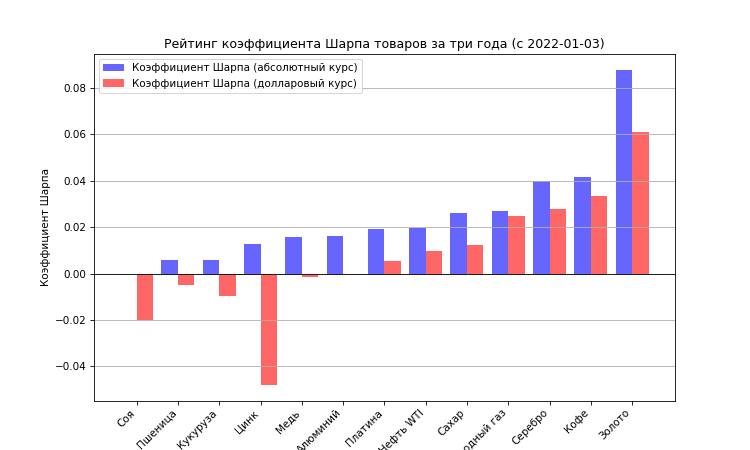 Рейтинг коэффициента Шарпа товаров за три года (с 2022-01-03)
Коэффициент Шарпа (абсолютный курс)
Коэффициент Шарпа (долларовый курс)
Коэффициент Шарпа
0.08
0.06
0.04
0.02
0.00
−0.02
−0.04
Соя
Пшеница
Кукуруза
Цинк
Медь
Алюминий
Платина
Нефть WTI
Сахар
одный газ
Серебро
Кофе
Золото